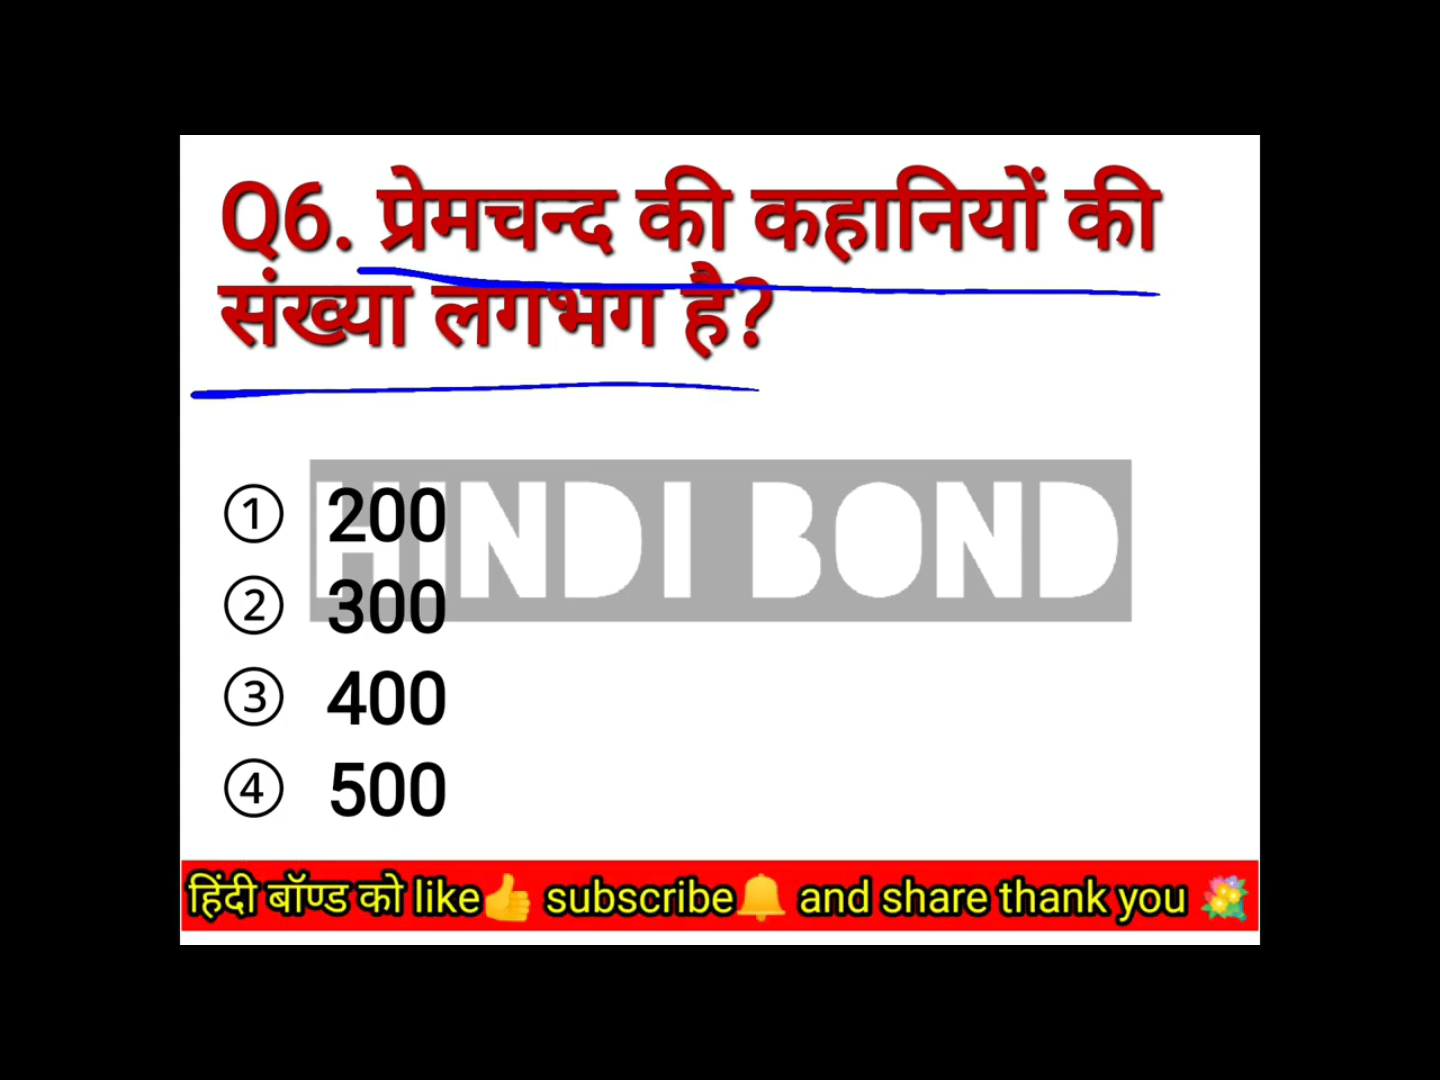 Q6. प्रेमचन्द की कहानियों की
संख्या लगभग है?
HINDI BOND
① 200
② 300
③ 400
④ 500
हिंदी बॉण्ड को like👍 subscribe🔔 and share thank you 💐